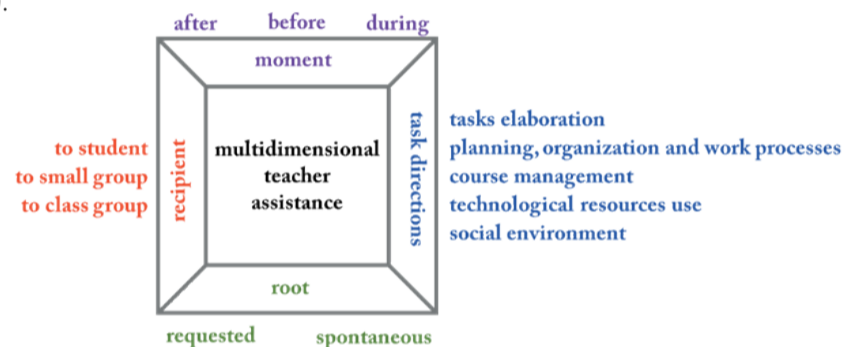 after before during
moment
to student
to small group
to class group
recipient
multidimensional
teacher
assistance
task directions
tasks elaboration
planning, organization and work processes
course management
technological resources use
social environment
root
requested spontaneous